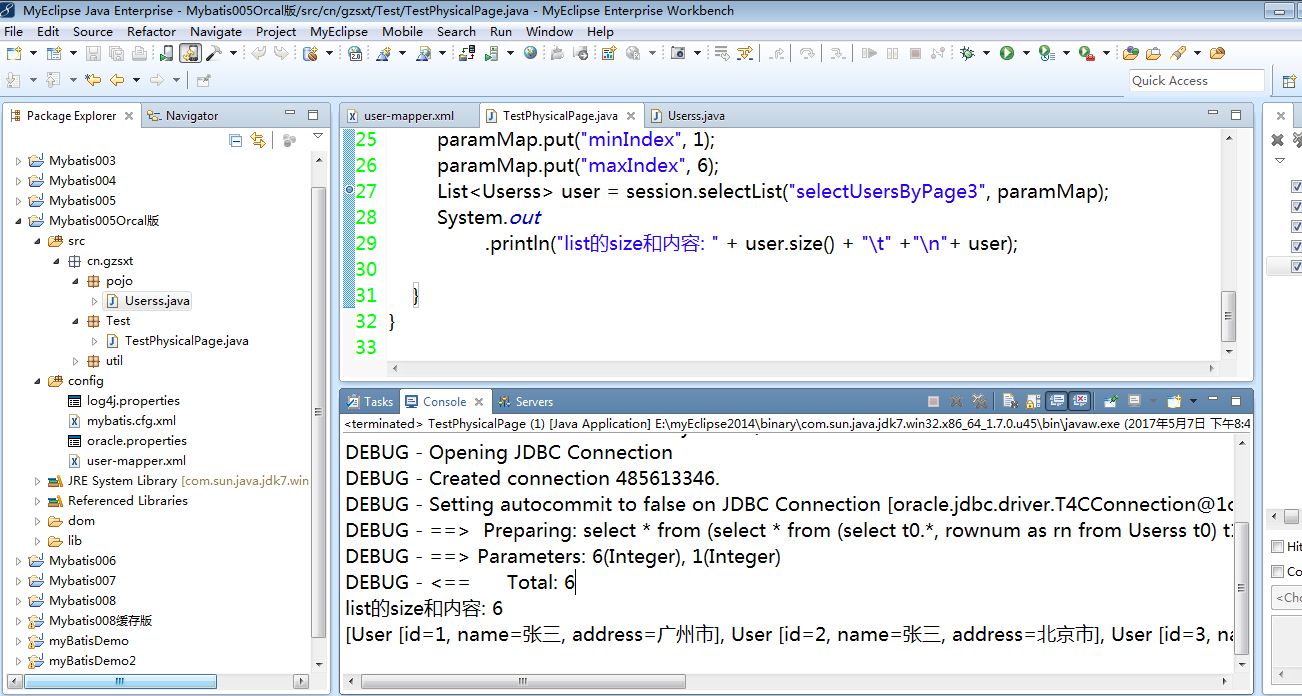 MyEclipse Java Enterprise - Mybatis005Orcal版/src/cn/gzsxt/Test/TestPhysicalPage.java - MyEclipse Enterprise Workbench
File Edit Source Refactor Navigate Project MyEclipse Mobile Search Run Window Help
Quick Access
Package Explorer Navigator
Mybatis003
Mybatis004
Mybatis005
Mybatis005Orcal版
src
cn.gzsxt
pojo
Userss.java
Test
TestPhysicalPage.java
util
config
log4j.properties
mybatis.cfg.xml
oracle.properties
user-mapper.xml
JRE System Library [com.sun.java.jdk7.win
Referenced Libraries
dom
lib
Mybatis006
Mybatis007
Mybatis008
Mybatis008缓存版
myBatisDemo
myBatisDemo2
user-mapper.xml TestPhysicalPage.java Userss.java
25 paramMap.put("minIndex", 1);
26 paramMap.put("maxIndex", 6);
27 List<Userss> user = session.selectList("selectUsersByPage3", paramMap);
28 System.out
29 .println("list的size和内容: " + user.size() + "\t" +"\n"+ user);
30
31 }
32 }
33
Tasks Console Servers
<terminated> TestPhysicalPage (1) [Java Application] E:\myEclipse2014\binary\com.sun.java.jdk7.win32.x86_64_1.7.0.u45\bin\javaw.exe (2017年5月7日 下午8:4
DEBUG - Opening JDBC Connection
DEBUG - Created connection 485613346.
DEBUG - Setting autocommit to false on JDBC Connection [oracle.jdbc.driver.T4CConnection@1c
DEBUG - ==> Preparing: select * from (select * from (select t0.*, rownum as rn from Userss t0) t1
DEBUG - ==> Parameters: 6(Integer), 1(Integer)
DEBUG - <== Total: 6
list的size和内容: 6
[User [id=1, name=张三, address=广州市], User [id=2, name=张三, address=北京市], User [id=3, na
Hit
Co
<Cho